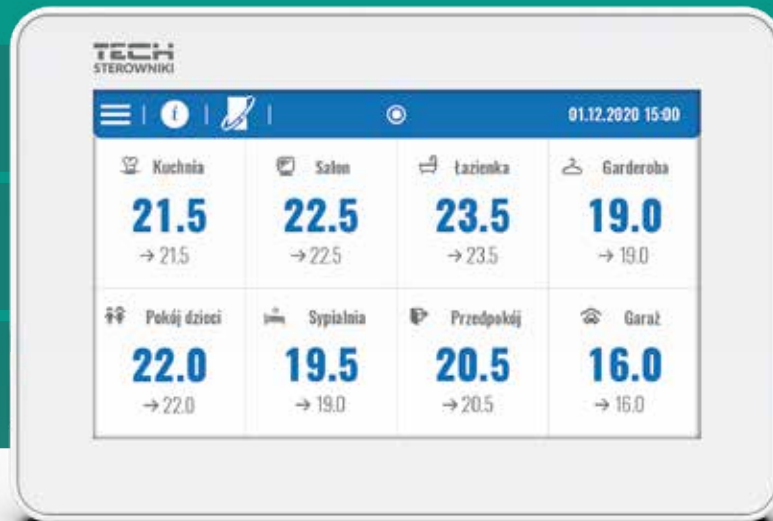 TECH
STEROWNIKI
i 01.12.2020 15:00
Kuchnia Salon Łazienka Garderoba
21.5 22.5 23.5 19.0
→ 21.5 → 22.5 → 23.5 → 19.0
Pokój dzieci Sypialnia Przedpokój Garaż
22.0 19.5 20.5 16.0
→ 22.0 → 19.0 → 20.5 → 16.0